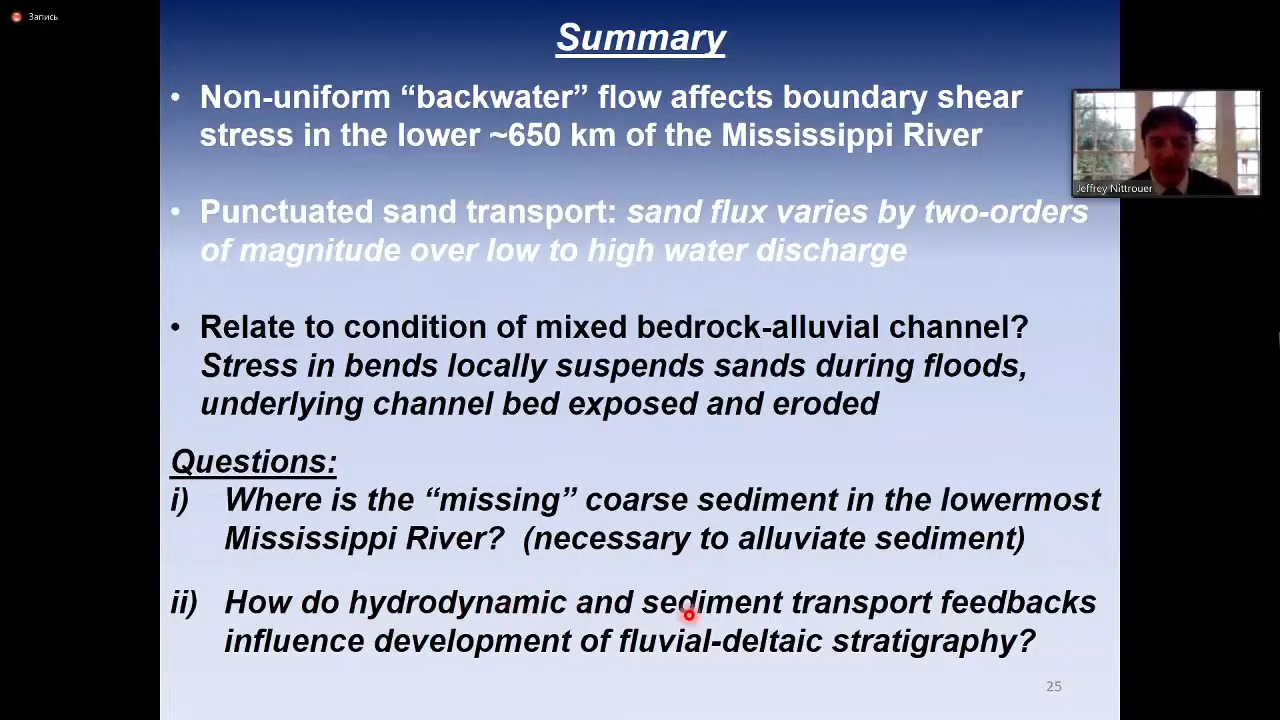 Запись
Summary
• Non-uniform “backwater” flow affects boundary shear
stress in the lower ~650 km of the Mississippi River
Jeffrey Nittrouer
• Punctuated sand transport: sand flux varies by two-orders
of magnitude over low to high water discharge
• Relate to condition of mixed bedrock-alluvial channel?
Stress in bends locally suspends sands during floods,
underlying channel bed exposed and eroded
Questions:
i) Where is the “missing” coarse sediment in the lowermost
Mississippi River? (necessary to alluviate sediment)
ii) How do hydrodynamic and sediment transport feedbacks
influence development of fluvial-deltaic stratigraphy?
25